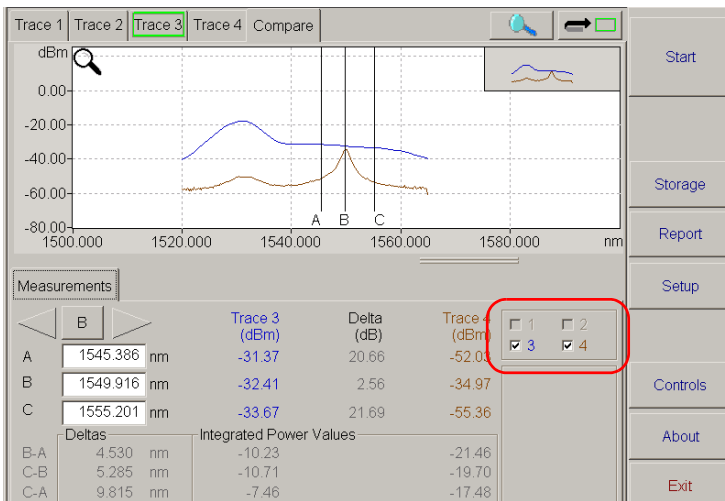 Trace 1 Trace 2 Trace 3 Trace 4 Compare
Start
dBm
0.00
-20.00
-40.00
-60.00
-80.00
A B C
1500.000 1520.000 1540.000 1560.000 1580.000 nm
Storage
Report
Setup
Controls
About
Exit
Measurements
B
Trace 3 (dBm) Delta (dB) Trace 4 (dBm)
1 2
3 4
A 1545.386 nm -31.37 20.66 -52.03
B 1549.916 nm -32.41 2.56 -34.97
C 1555.201 nm -33.67 21.69 -55.36
Deltas Integrated Power Values
B-A 4.530 nm -10.23 -21.46
C-B 5.285 nm -10.71 -19.70
C-A 9.815 nm -7.46 -17.48